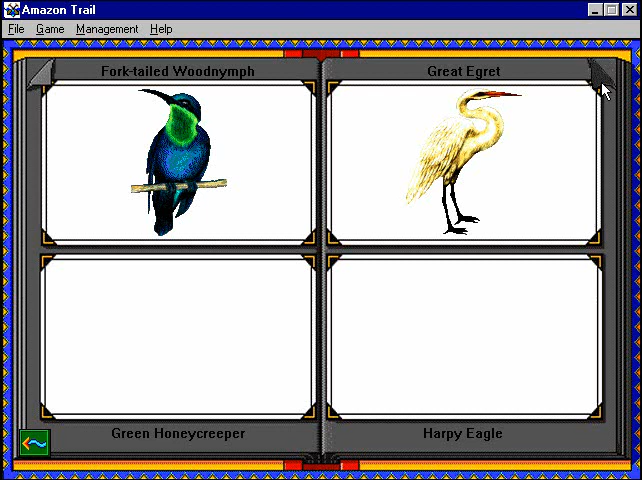 Amazon Trail
File Game Management Help
Fork-tailed Woodnymph
Great Egret
Green Honeycreeper
Harpy Eagle